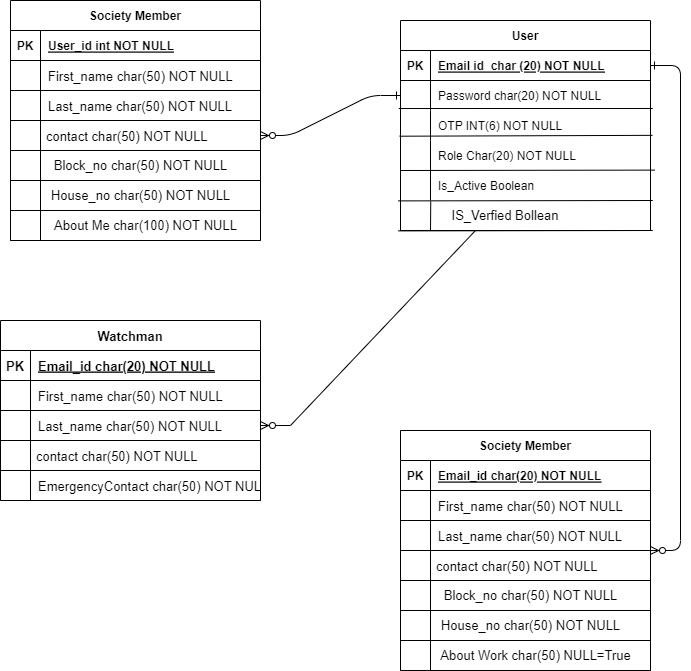 Society Member
PK User_id int NOT NULL
First_name char(50) NOT NULL
Last_name char(50) NOT NULL
contact char(50) NOT NULL
Block_no char(50) NOT NULL
House_no char(50) NOT NULL
About Me char(100) NOT NULL
User
PK Email id char (20) NOT NULL
Password char(20) NOT NULL
OTP INT(6) NOT NULL
Role Char(20) NOT NULL
Is_Active Boolean
IS_Verfied Bollean
Watchman
PK Email_id char(20) NOT NULL
First_name char(50) NOT NULL
Last_name char(50) NOT NULL
contact char(50) NOT NULL
EmergencyContact char(50) NOT NUL
Society Member
PK Email_id char(20) NOT NULL
First_name char(50) NOT NULL
Last_name char(50) NOT NULL
contact char(50) NOT NULL
Block_no char(50) NOT NULL
House_no char(50) NOT NULL
About Work char(50) NULL=True